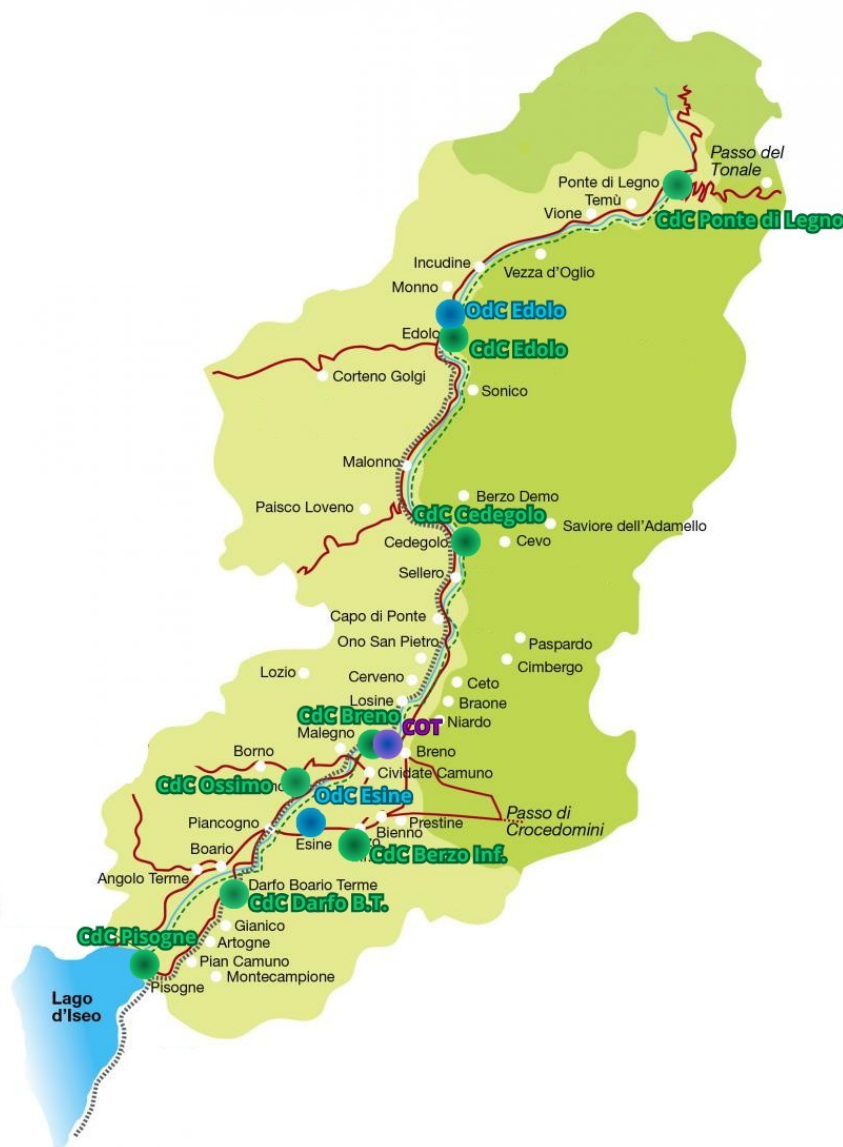 Passo del
Tonale
Ponte di Legno
Temù
Vione
CdC Ponte di Legno
Incudine
Vezza d'Oglio
Monno
OdC Edolo
Edolo
CdC Edolo
Corteno Golgi
Sonico
Malonno
Berzo Demo
Paisco Loveno
CdC Cedegolo
Saviore dell'Adamello
Cedegolo
Cevo
Sellero
Capo di Ponte
Ono San Pietro
Paspardo
Cimbergo
Lozio
Cerveno
Ceto
Losine
Braone
CdC Breno
Niardo
COT
Malegno
Borno
Breno
Cividate Camuno
CdC Ossimo
OdC Esine
Passo di
Crocedomini
Prestine
Piancogno
Bienno
Esine
CdC Berzo Inf.
Boario
Angolo Terme
Darfo Boario Terme
CdC Darfo B.T.
Gianico
CdC Pisogne
Artogne
Pian Camuno
Montecampione
Pisogne
Lago
d'Iseo